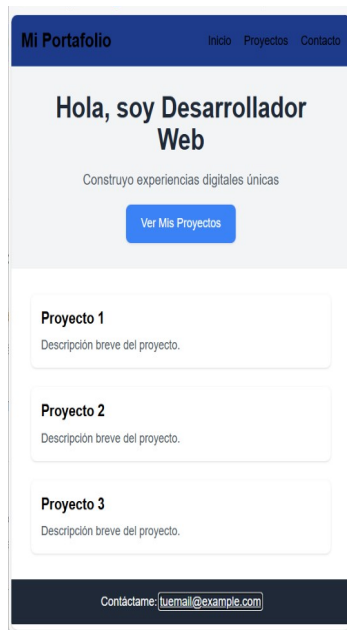 Mi Portafolio
Inicio Proyectos Contacto
Hola, soy Desarrollador
Web
Construyo experiencias digitales únicas
Ver Mis Proyectos
Proyecto 1
Descripción breve del proyecto.
Proyecto 2
Descripción breve del proyecto.
Proyecto 3
Descripción breve del proyecto.
Contáctame: tuemail@example.com